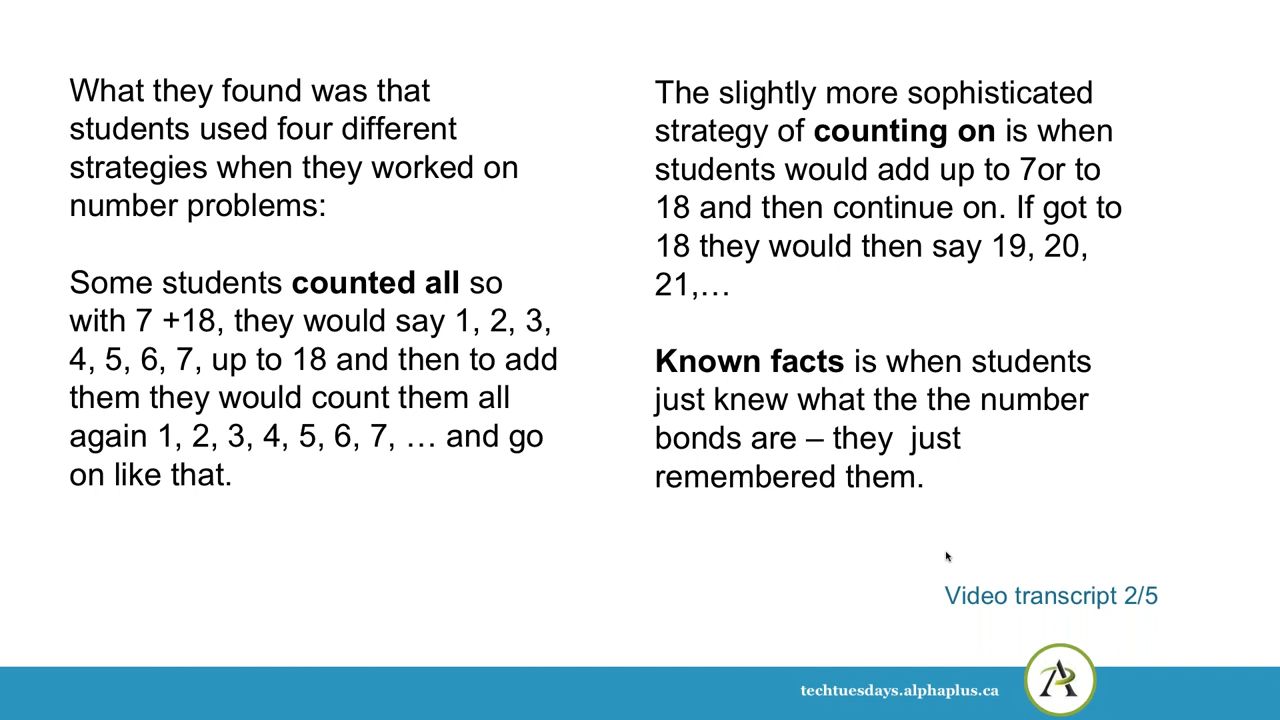 What they found was that
students used four different
strategies when they worked on
number problems:
Some students counted all so
with 7 +18, they would say 1, 2, 3,
4, 5, 6, 7, up to 18 and then to add
them they would count them all
again 1, 2, 3, 4, 5, 6, 7, … and go
on like that.
The slightly more sophisticated
strategy of counting on is when
students would add up to 7or to
18 and then continue on. If got to
18 they would then say 19, 20,
21,…
Known facts is when students
just knew what the the number
bonds are – they  just
remembered them.
Video transcript 2/5
techtuesdays.alphaplus.ca